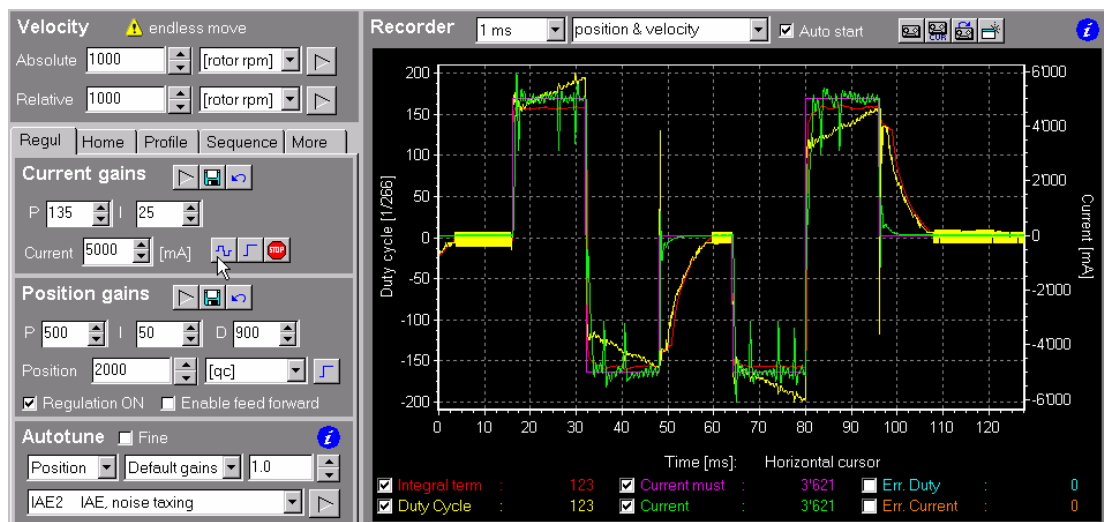 Velocity endless move
Absolute 1000 [rotor rpm]
Relative 1000 [rotor rpm]
Regul Home Profile Sequence More
Current gains
P 135 I 25
Current 5000 [mA] STOP
Position gains
P 500 I 50 D 900
Position 2000 [qc]
Regulation ON Enable feed forward
Autotune Fine i
Position Default gains 1.0
IAE2 IAE, noise taxing
Recorder 1 ms position & velocity Auto start CUR i
200
150
100
50
0
-50
-100
-150
-200
Duty cycle [1/266]
6'000
4'000
2'000
0
-2'000
-4'000
-6'000
Current [mA]
0 10 20 30 40 50 60 70 80 90 100 110 120
Time [ms]: Horizontal cursor
Integral term : 123 Current must : 3'621 Err. Duty : 0
Duty Cycle : 123 Current : 3'621 Err. Current : 0